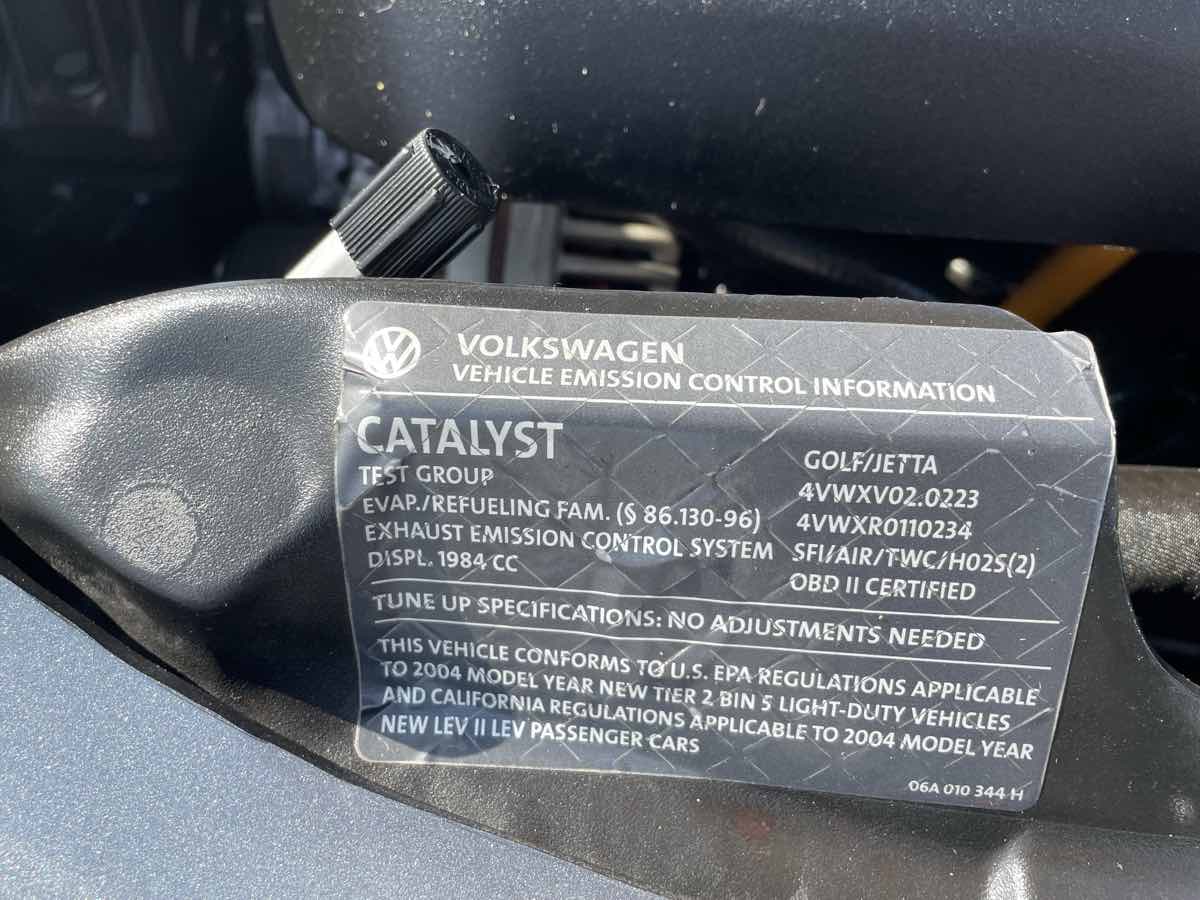 VOLKSWAGEN
VEHICLE EMISSION CONTROL INFORMATION
CATALYST
GOLF/JETTA
TEST GROUP 4VWXV02.0223
EVAP./REFUELING FAM. (§ 86.130-96) 4VWXR0110234
EXHAUST EMISSION CONTROL SYSTEM SFI/AIR/TWC/H02S(2)
DISPL. 1984 CC OBD II CERTIFIED
TUNE UP SPECIFICATIONS: NO ADJUSTMENTS NEEDED
THIS VEHICLE CONFORMS TO U.S. EPA REGULATIONS APPLICABLE
TO 2004 MODEL YEAR NEW TIER 2 BIN 5 LIGHT-DUTY VEHICLES
AND CALIFORNIA REGULATIONS APPLICABLE TO 2004 MODEL YEAR
NEW LEV II LEV PASSENGER CARS
06A 010 344 H